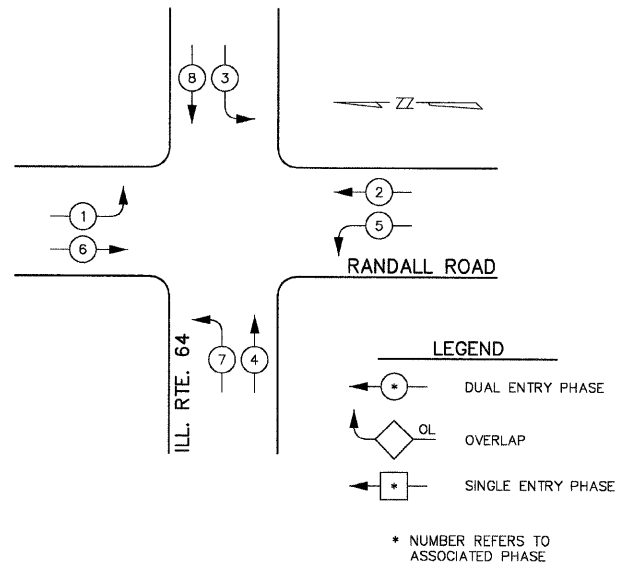 8 3
Z
2
1
5
6
RANDALL ROAD
ILL. RTE. 64
7 4
LEGEND
* DUAL ENTRY PHASE
OL
OVERLAP
* SINGLE ENTRY PHASE
* NUMBER REFERS TO
ASSOCIATED PHASE